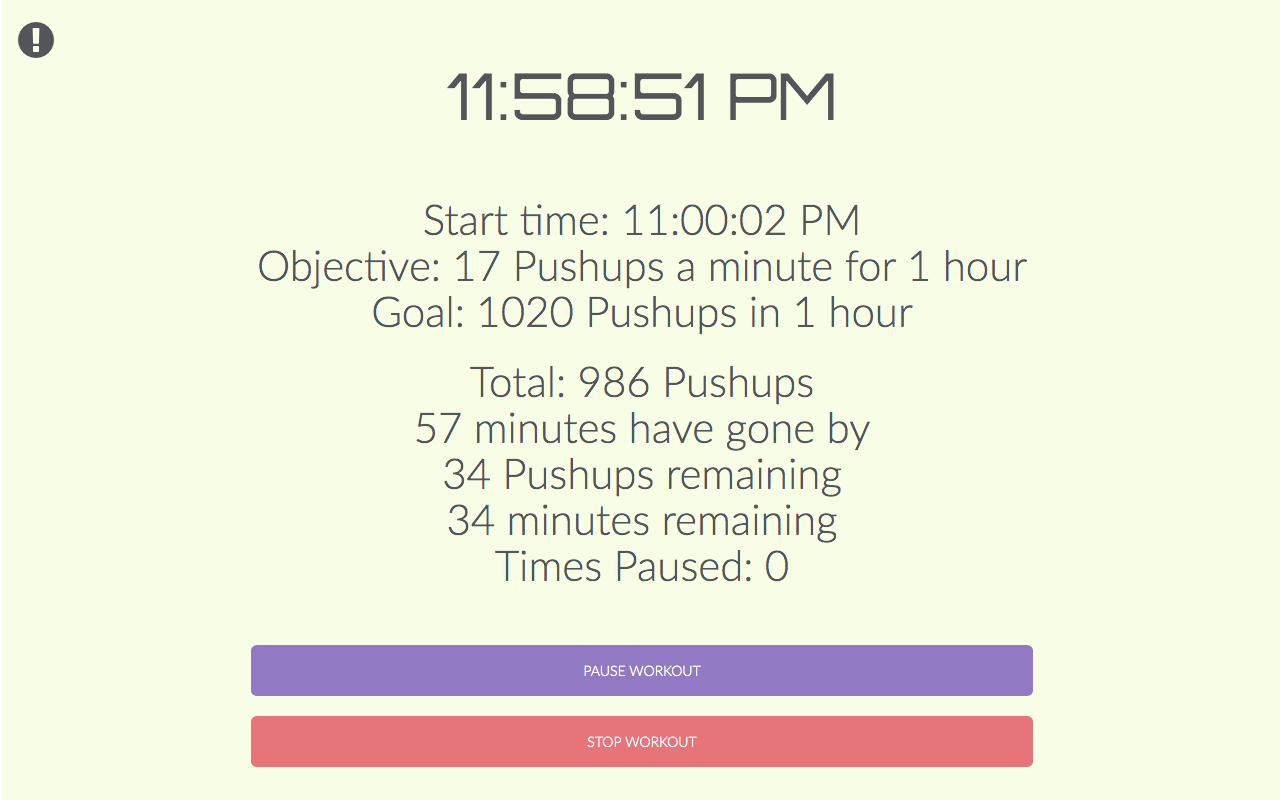 11:58:51 PM
Start time: 11:00:02 PM
Objective: 17 Pushups a minute for 1 hour
Goal: 1020 Pushups in 1 hour
Total: 986 Pushups
57 minutes have gone by
34 Pushups remaining
34 minutes remaining
Times Paused: 0
PAUSE WORKOUT
STOP WORKOUT